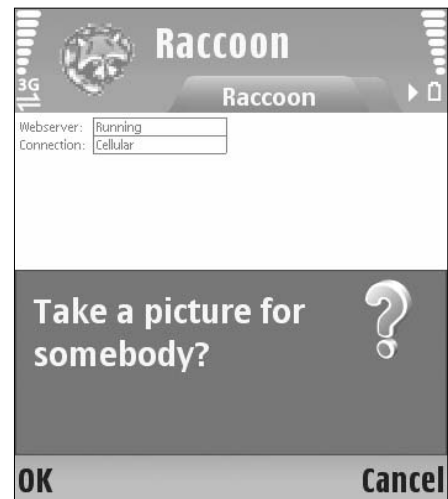 Raccoon
3G
Raccoon
Webserver: Running
Connection: Cellular
Take a picture for
somebody?
OK Cancel